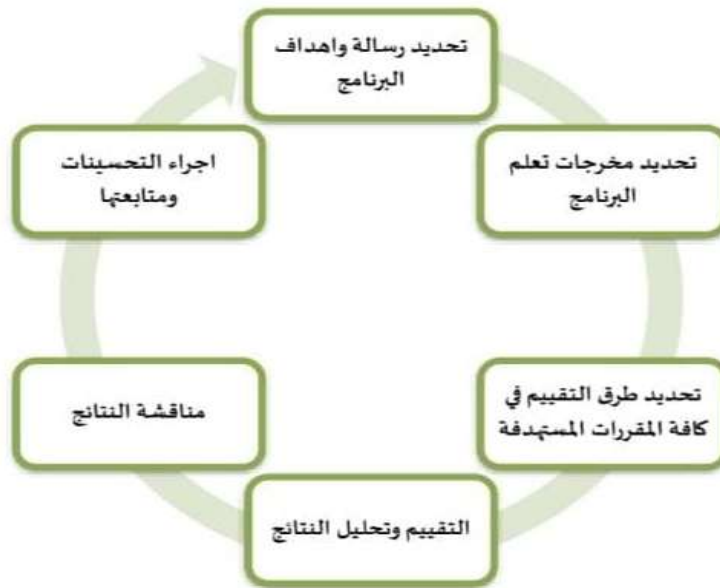 تحديد رسالة واهداف
البرنامج
تحديد مخرجات تعلم
البرنامج
تحديد طرق التقييم في
كافة المقررات المستهدفة
التقييم وتحليل النتائج
مناقشة النتائج
اجراء التحسينات
ومتابعتها